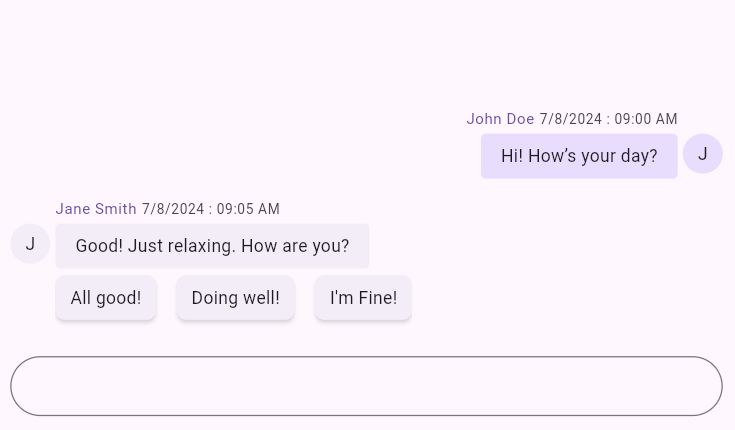 John Doe 7/8/2024 : 09:00 AM
Hi! How’s your day?
J
Jane Smith 7/8/2024 : 09:05 AM
J
Good! Just relaxing. How are you?
All good! Doing well! I'm Fine!